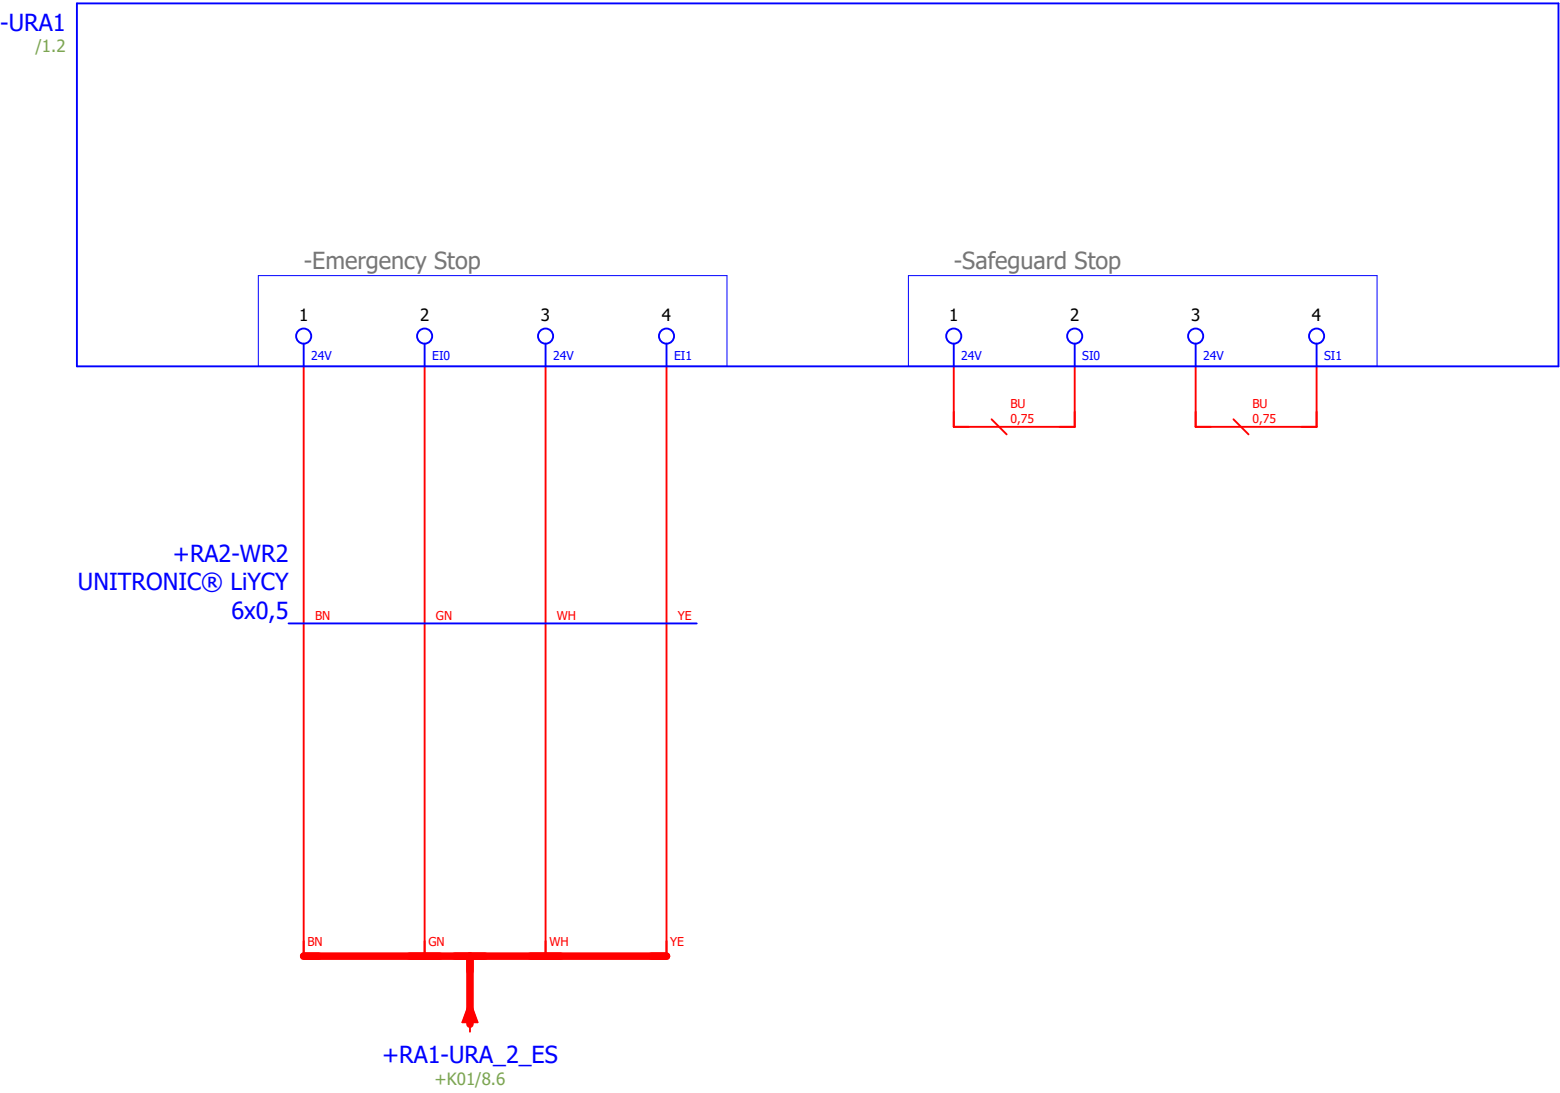 -URA1
/1.2
-Emergency Stop
-Safeguard Stop
1 2 3 4
1 2 3 4
24V EI0 24V EI1
24V SI0 24V SI1
BU
0,75
BU
0,75
+RA2-WR2
UNITRONIC® LiYCY
6x0,5
BN GN WH YE
BN GN WH YE
+RA1-URA_2_ES
+K01/8.6